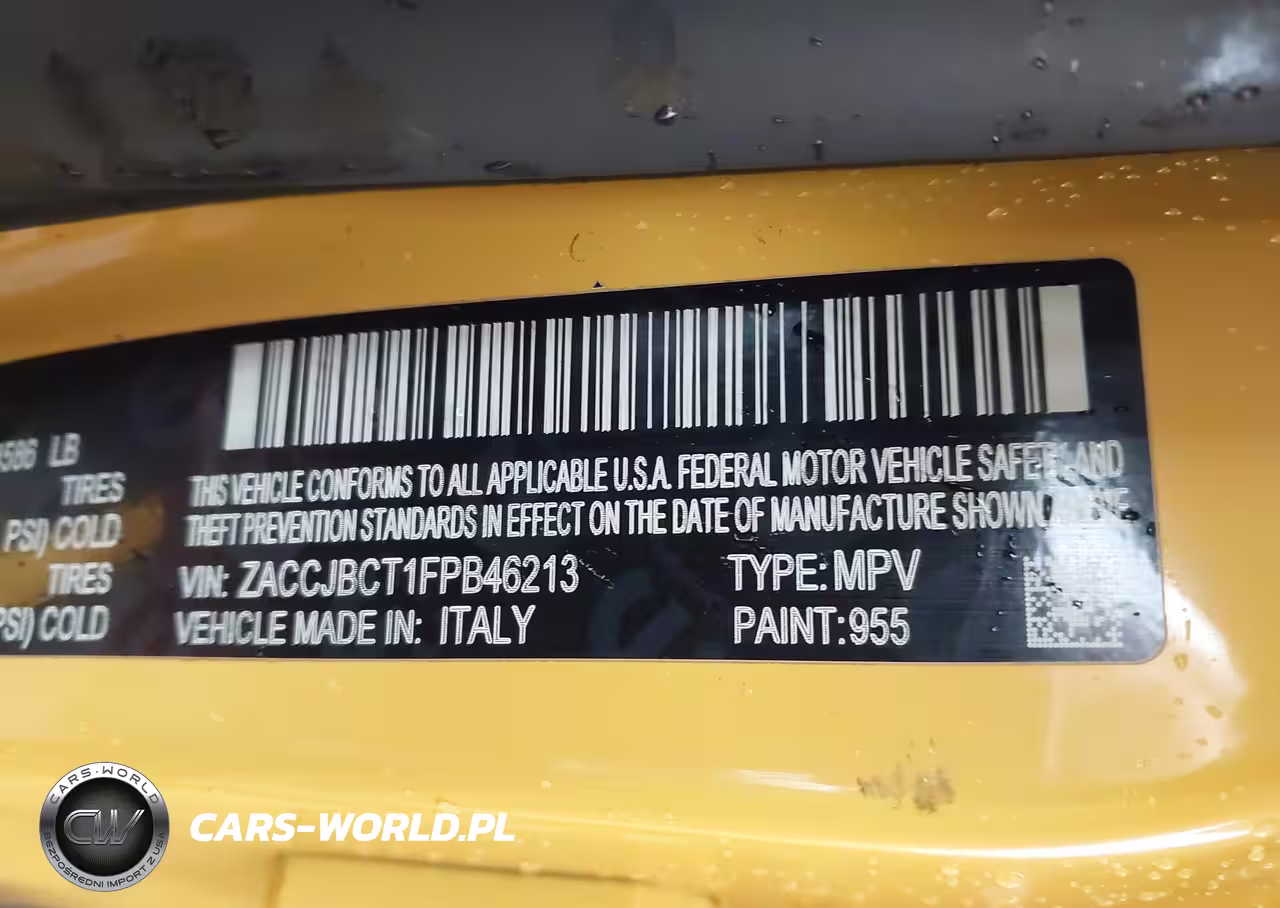 586 LB
TIRES
PSI) COLD
TIRES
PSI) COLD
THIS VEHICLE CONFORMS TO ALL APPLICABLE U.S.A. FEDERAL MOTOR VEHICLE SAFETY AND
THEFT PREVENTION STANDARDS IN EFFECT ON THE DATE OF MANUFACTURE SHOWN
VIN: ZACCJBCT1FPB46213 TYPE: MPV
VEHICLE MADE IN: ITALY PAINT: 955
CARS-WORLD
CW
BEZPOŚREDNI IMPORT Z USA
CARS-WORLD.PL